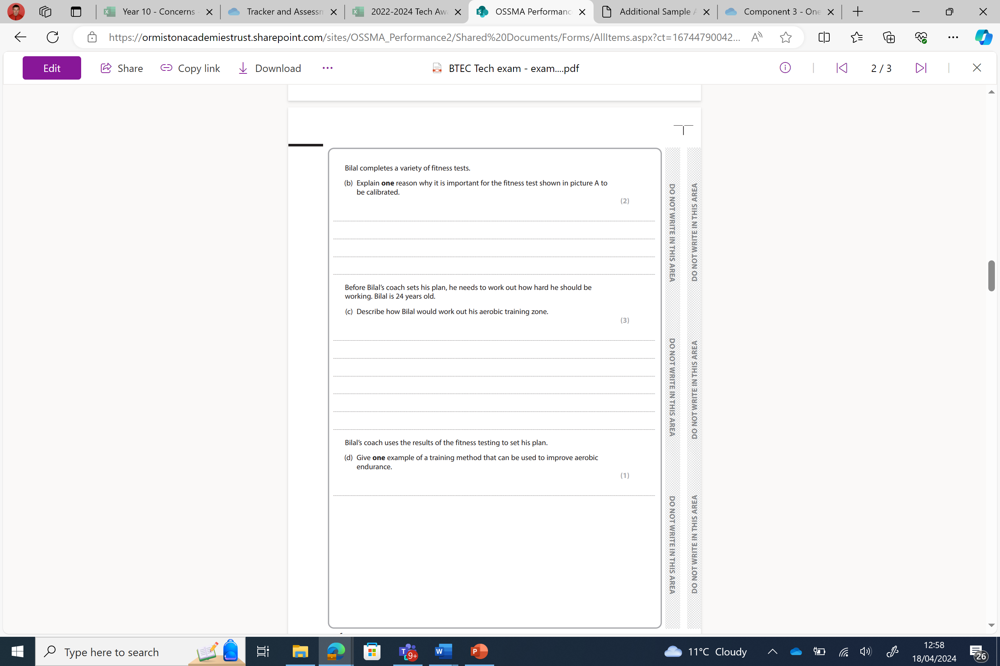 Year 10 - Concerns
Tracker and Assessm
2022-2024 Tech Awa
OSSMA Performanc
Additional Sample A
Component 3 - One
https://ormistonacademiestrust.sharepoint.com/sites/OSSMA_Performance2/Shared%20Documents/Forms/AllItems.aspx?ct=16744790042...
Edit
Share
Copy link
Download
BTEC Tech exam - exam....pdf
2 / 3
Bilal completes a variety of fitness tests.
(b) Explain one reason why it is important for the fitness test shown in picture A to
be calibrated.
(2)
Before Bilal’s coach sets his plan, he needs to work out how hard he should be
working. Bilal is 24 years old.
(c) Describe how Bilal would work out his aerobic training zone.
(3)
Bilal’s coach uses the results of the fitness testing to set his plan.
(d) Give one example of a training method that can be used to improve aerobic
endurance.
(1)
DO NOT WRITE IN THIS AREA
DO NOT WRITE IN THIS AREA
DO NOT WRITE IN THIS AREA
DO NOT WRITE IN THIS AREA
DO NOT WRITE IN THIS AREA
DO NOT WRITE IN THIS AREA
Type here to search
9+
11°C Cloudy
12:58
18/04/2024
26